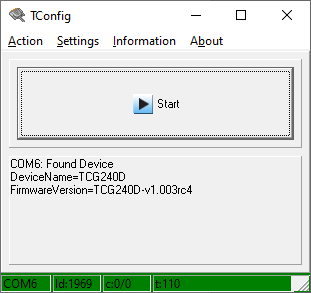 TConfig
Action Settings Information About
Start
COM6: Found Device
DeviceName=TCG240D
FirmwareVersion=TCG240D-v1.003rc4
COM6 Id:1969 c:0/0 t:110